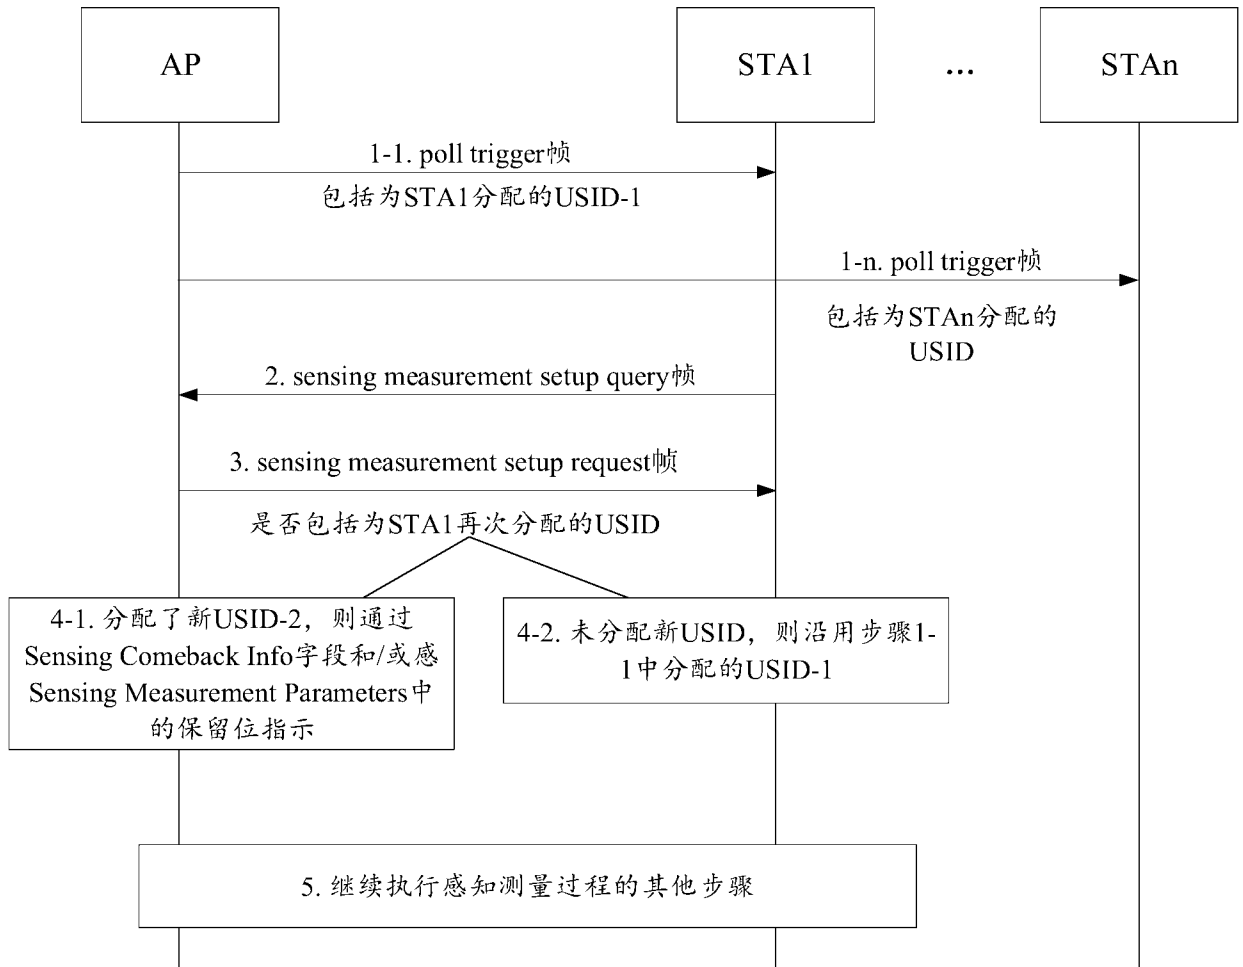 AP
STA1
...
STAn
1-1. poll trigger帧
包括为STA1分配的USID-1
1-n. poll trigger帧
包括为STAn分配的
USID
2. sensing measurement setup query帧
3. sensing measurement setup request帧
是否包括为STA1再次分配的USID
4-1. 分配了新USID-2，则通过
Sensing Comeback Info字段和/或感
Sensing Measurement Parameters中
的保留位指示
4-2. 未分配新USID，则沿用步骤1-
1中分配的USID-1
5. 继续执行感知测量过程的其他步骤